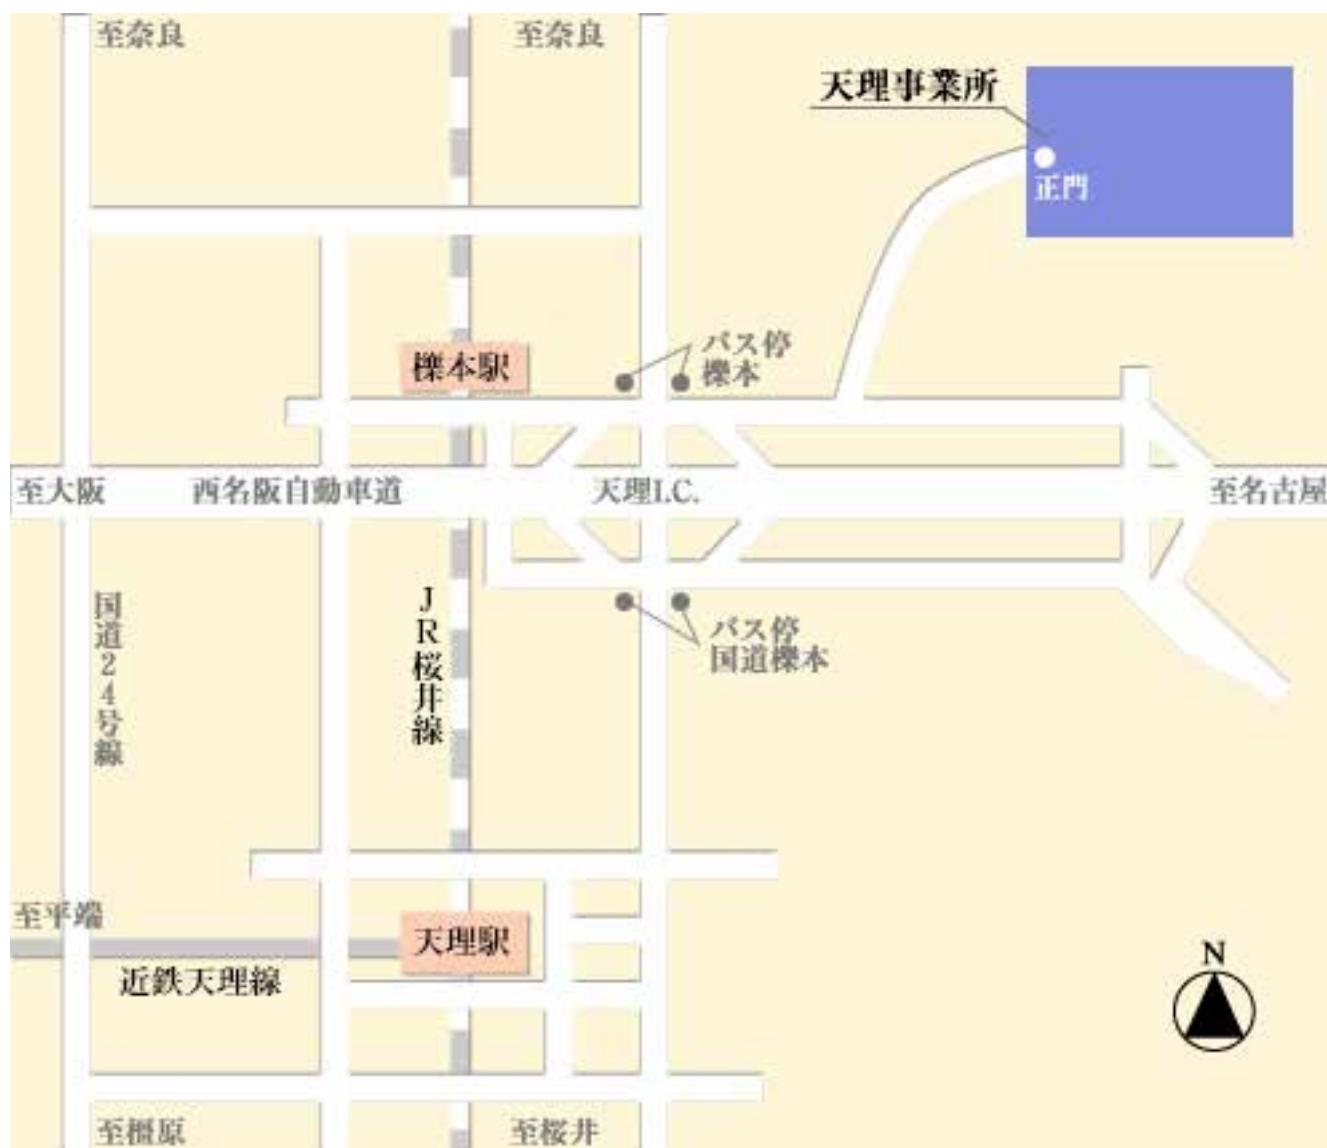 至奈良
至奈良
天理事業所
正門
櫟本駅
バス停
櫟本
至大阪
西名阪自動車道
天理I.C.
至名古屋
国道24号線
JR桜井線
バス停
国道櫟本
至平端
天理駅
近鉄天理線
N
至橿原
至桜井